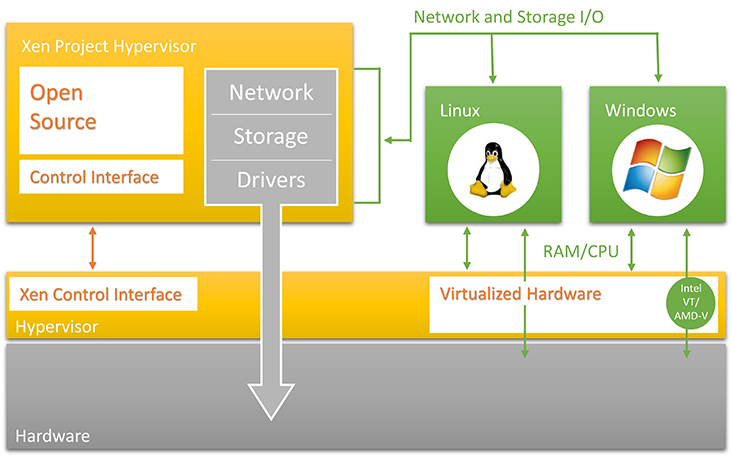 Network and Storage I/O
Xen Project Hypervisor
Open
Source
Control Interface
Network
Storage
Drivers
Linux
Windows
RAM/CPU
Xen Control Interface
Hypervisor
Virtualized Hardware
Intel
VT/
AMD-V
Hardware